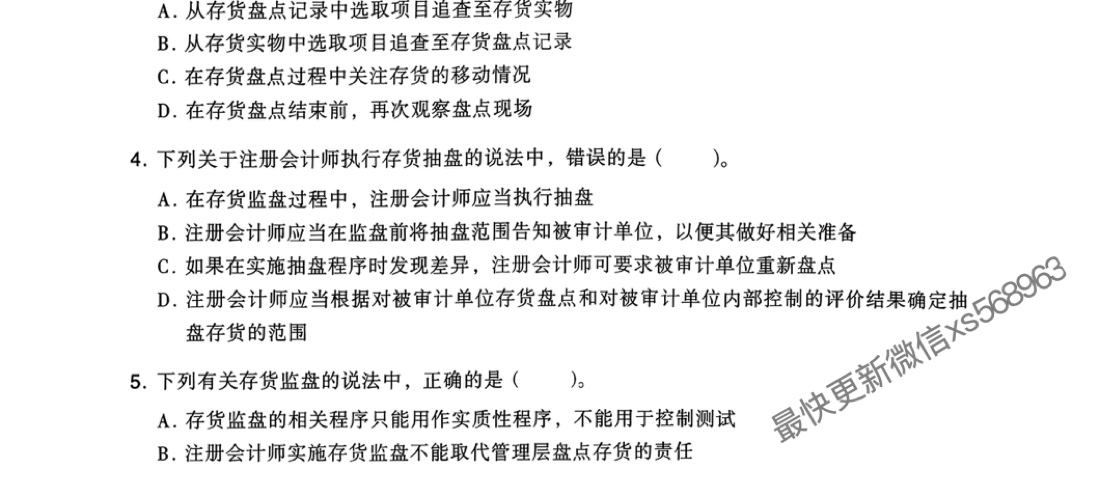 A. 从存货盘点记录中选取项目追查至存货实物
B. 从存货实物中选取项目追查至存货盘点记录
C. 在存货盘点过程中关注存货的移动情况
D. 在存货盘点结束前，再次观察盘点现场
4. 下列关于注册会计师执行存货抽盘的说法中，错误的是（　　）。
A. 在存货监盘过程中，注册会计师应当执行抽盘
B. 注册会计师应当在监盘前将抽盘范围告知被审计单位，以便其做好相关准备
C. 如果在实施抽盘程序时发现差异，注册会计师可要求被审计单位重新盘点
D. 注册会计师应当根据对被审计单位存货盘点和对被审计单位内部控制的评价结果确定抽
盘存货的范围
5. 下列有关存货监盘的说法中，正确的是（　　）。
A. 存货监盘的相关程序只能用作实质性程序，不能用于控制测试
B. 注册会计师实施存货监盘不能取代管理层盘点存货的责任
最快更新微信xs568963